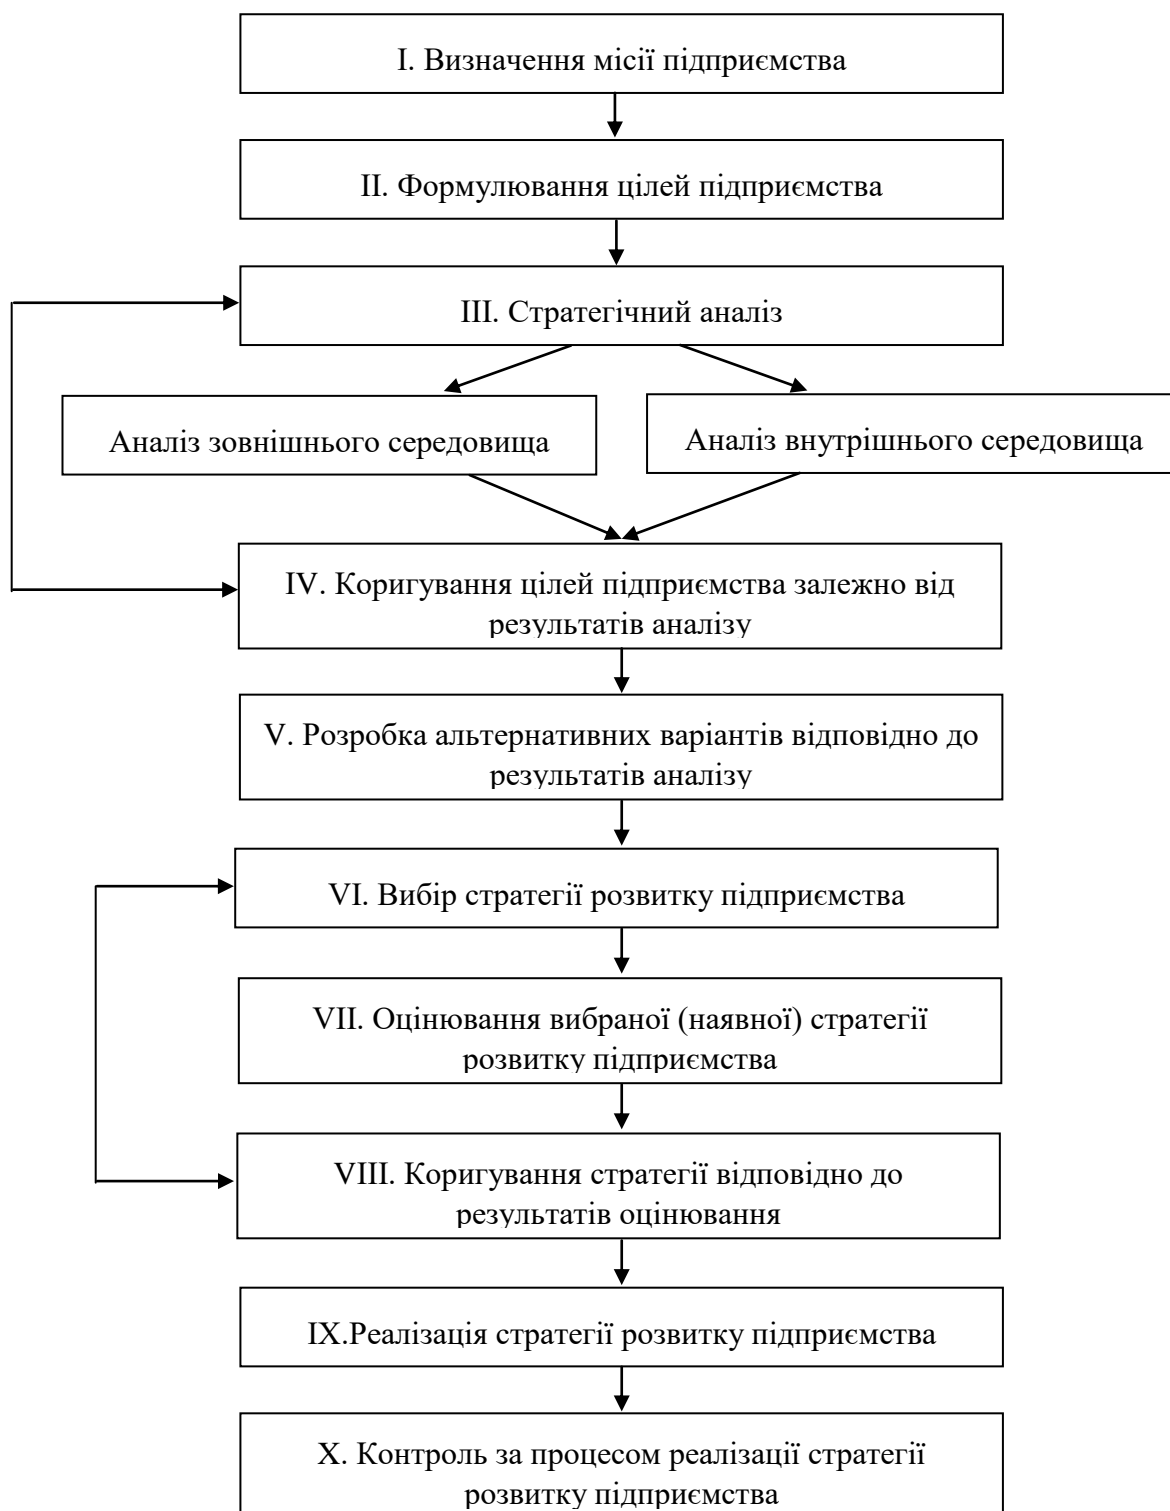 I. Визначення місії підприємства
II. Формулювання цілей підприємства
III. Стратегічний аналіз
Аналіз зовнішнього середовища
Аналіз внутрішнього середовища
IV. Коригування цілей підприємства залежно від
результатів аналізу
V. Розробка альтернативних варіантів відповідно до
результатів аналізу
VI. Вибір стратегії розвитку підприємства
VII. Оцінювання вибраної (наявної) стратегії
розвитку підприємства
VIII. Коригування стратегії відповідно до
результатів оцінювання
IX.Реалізація стратегії розвитку підприємства
X. Контроль за процесом реалізації стратегії
розвитку підприємства